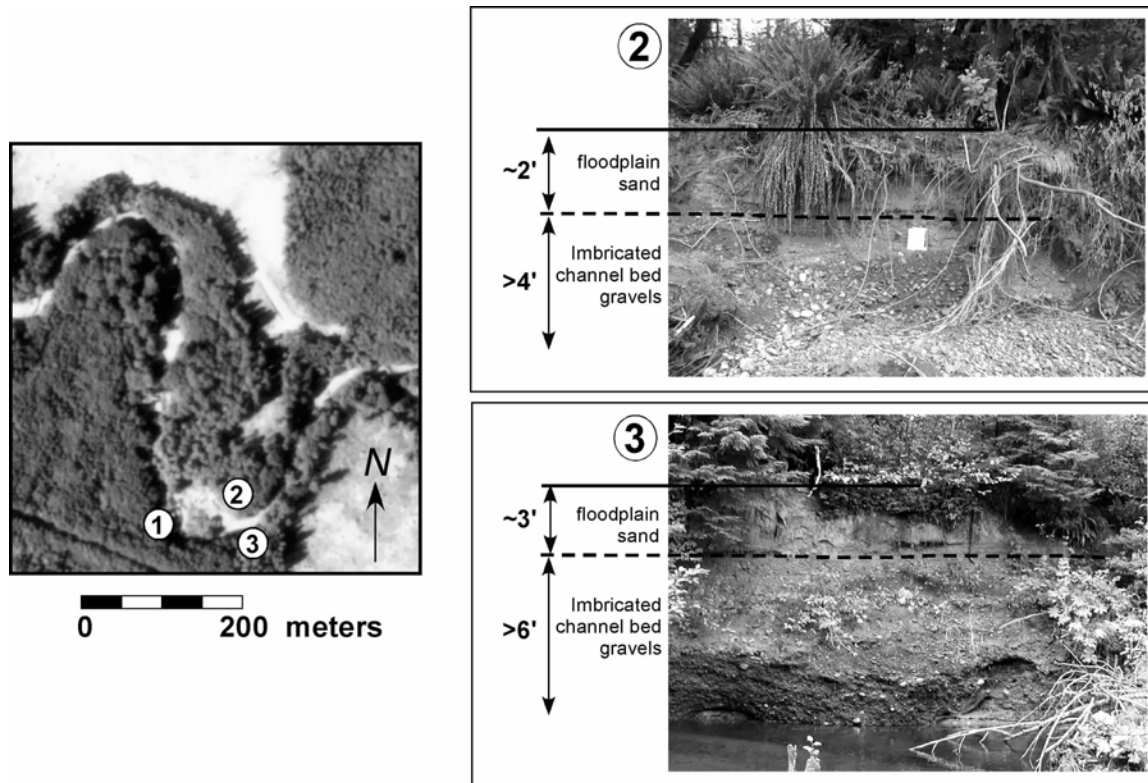 N
1
2
3
0 200 meters
2
~2'
floodplain
sand
>4'
Imbricated
channel bed
gravels
3
~3'
floodplain
sand
>6'
Imbricated
channel bed
gravels